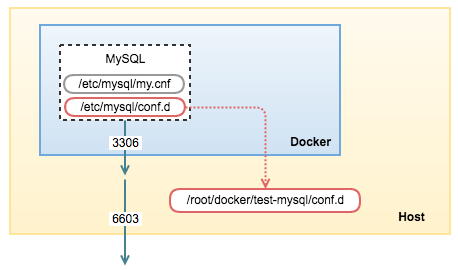 MySQL
/etc/mysql/my.cnf
/etc/mysql/conf.d
3306
Docker
/root/docker/test-mysql/conf.d
6603
Host